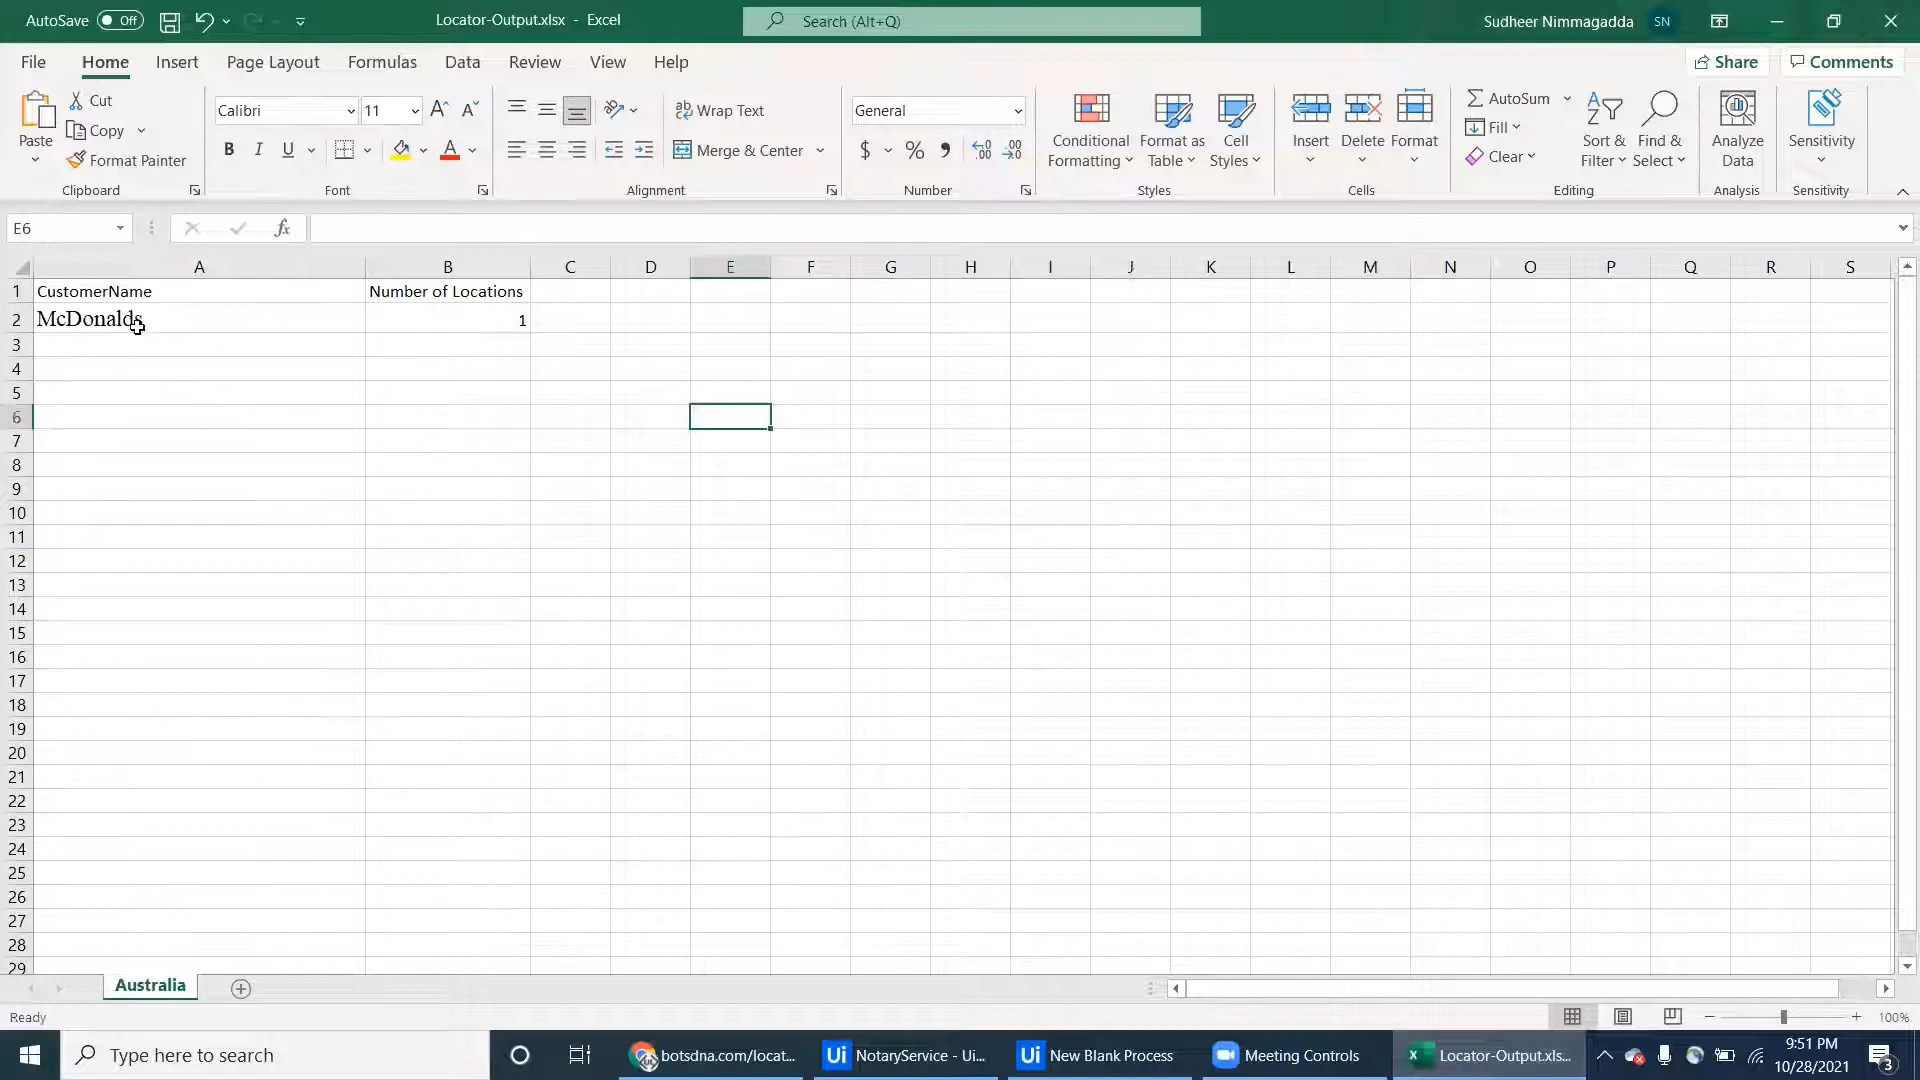 AutoSave Off Locator-Output.xlsx - Excel Search (Alt+Q) Sudheer Nimmagadda SN
File Home Insert Page Layout Formulas Data Review View Help Share Comments
Paste Cut Copy Format Painter Clipboard
Calibri 11 A^ A˅ B I U A Font
Wrap Text Merge & Center Alignment
General $ % , Number
Conditional Formatting Format as Table Cell Styles Styles
Insert Delete Format Cells
AutoSum Fill Clear Sort & Filter Find & Select Editing
Analyze Data Analysis
Sensitivity Sensitivity
E6 fx
A B C D E F G H I J K L M N O P Q R S
1 CustomerName Number of Locations
2 McDonalds 1
3
4
5
6
7
8
9
10
11
12
13
14
15
16
17
18
19
20
21
22
23
24
25
26
27
28
29
Australia
Ready 100%
Type here to search botsdna.com/locat... Ui NotaryService - Ui... Ui New Blank Process Meeting Controls Locator-Output.xls... 9:51 PM
10/28/2021 3